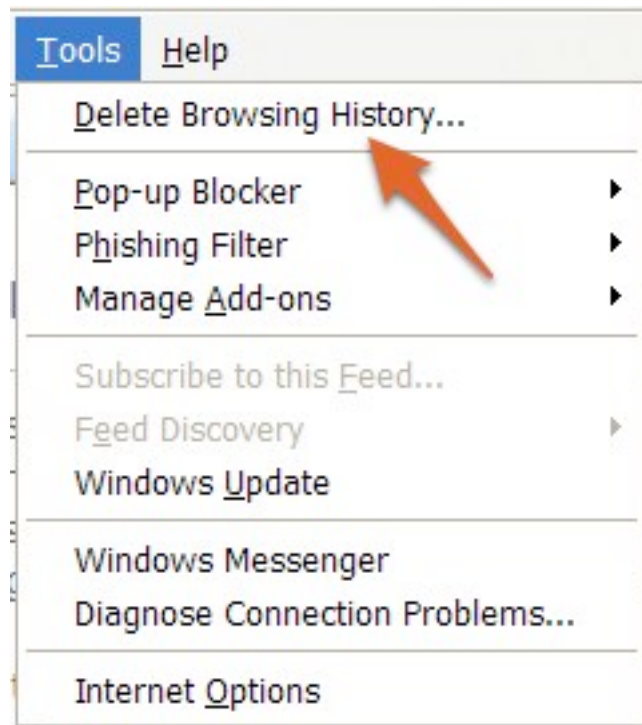 Tools Help
Delete Browsing History...
Pop-up Blocker
Phishing Filter
Manage Add-ons
Subscribe to this Feed...
Feed Discovery
Windows Update
Windows Messenger
Diagnose Connection Problems...
Internet Options